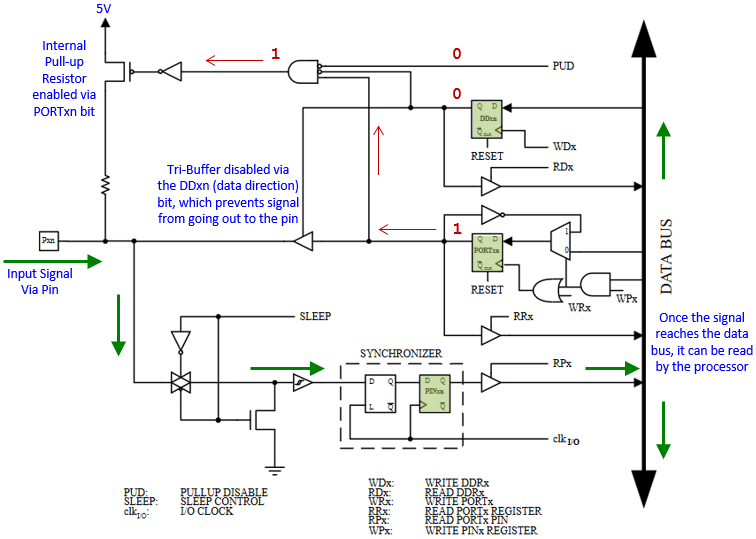 5V
Internal
Pull-up
Resistor
enabled via
PORTxn bit
1
0
PUD
0
Q D
DDxn
Q CLR
RESET
WDx
RDx
Tri-Buffer disabled via
the DDxn (data direction)
bit, which prevents signal
from going out to the pin
Pxn
Input Signal
Via Pin
1
Q D
PORTxn
Q CLR
RESET
1
0
WRx
WPx
RRx
DATA BUS
SLEEP
SYNCHRONIZER
RPx
D Q
L Q
D Q
PINxn
Q
clk I/O
Once the signal
reaches the data
bus, it can be read
by the processor
PUD: PULLUP DISABLE
SLEEP: SLEEP CONTROL
clkI/O: I/O CLOCK
WDx: WRITE DDRx
RDx: READ DDRx
WRx: WRITE PORTx
RRx: READ PORTx REGISTER
RPx: READ PORTx PIN
WPx: WRITE PINx REGISTER